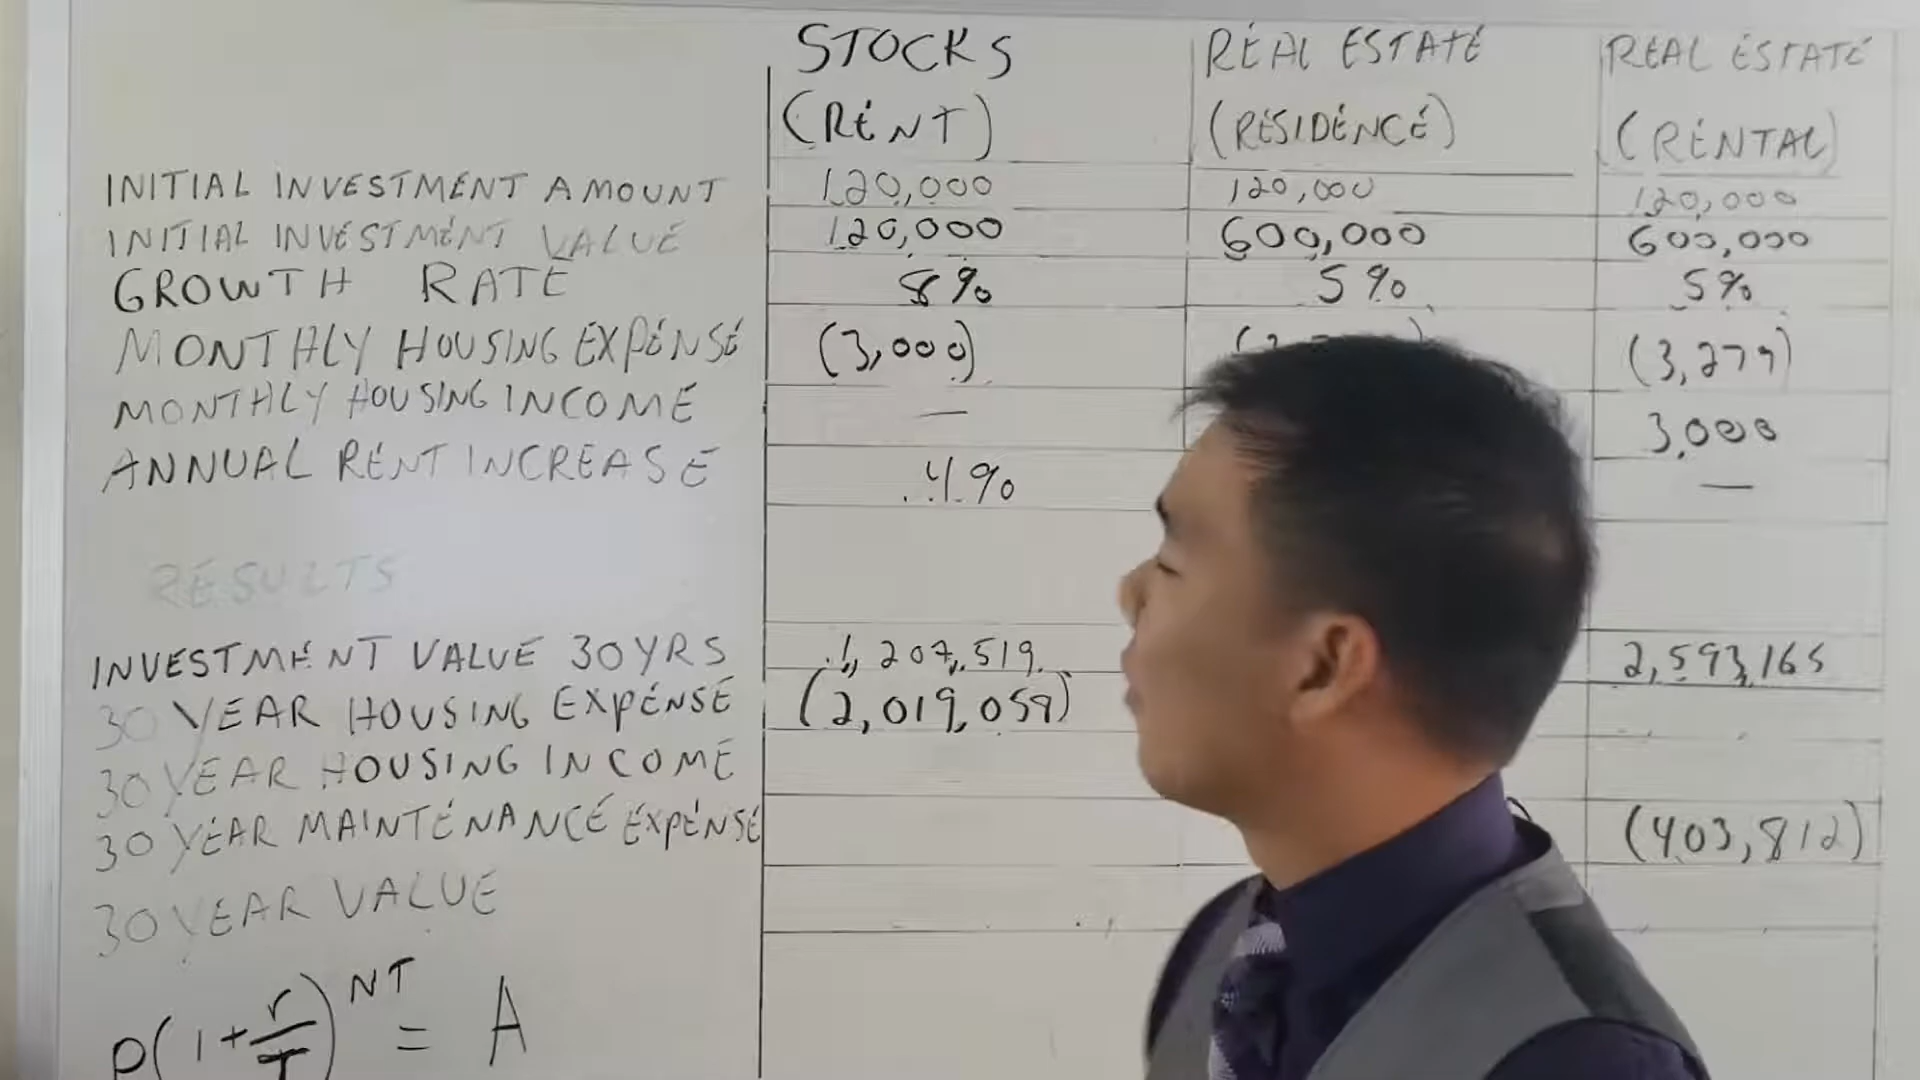 STOCKS REAL ESTATE REAL ESTATE
(RENT) (RESIDENCE) (RENTAL)
INITIAL INVESTMENT AMOUNT 120,000 120,000 120,000
INITIAL INVESTMENT VALUE 120,000 600,000 600,000
GROWTH RATE 8% 5% 5%
MONTHLY HOUSING EXPENSE (3,000) (3,279)
MONTHLY HOUSING INCOME — 3,000
ANNUAL RENT INCREASE 4% —
RESULTS
INVESTMENT VALUE 30 YRS 1,207,519 2,593,165
30 YEAR HOUSING EXPENSE (2,019,059)
30 YEAR HOUSING INCOME
30 YEAR MAINTENANCE EXPENSE (403,812)
30 YEAR VALUE
P(1+r/T)^NT = A